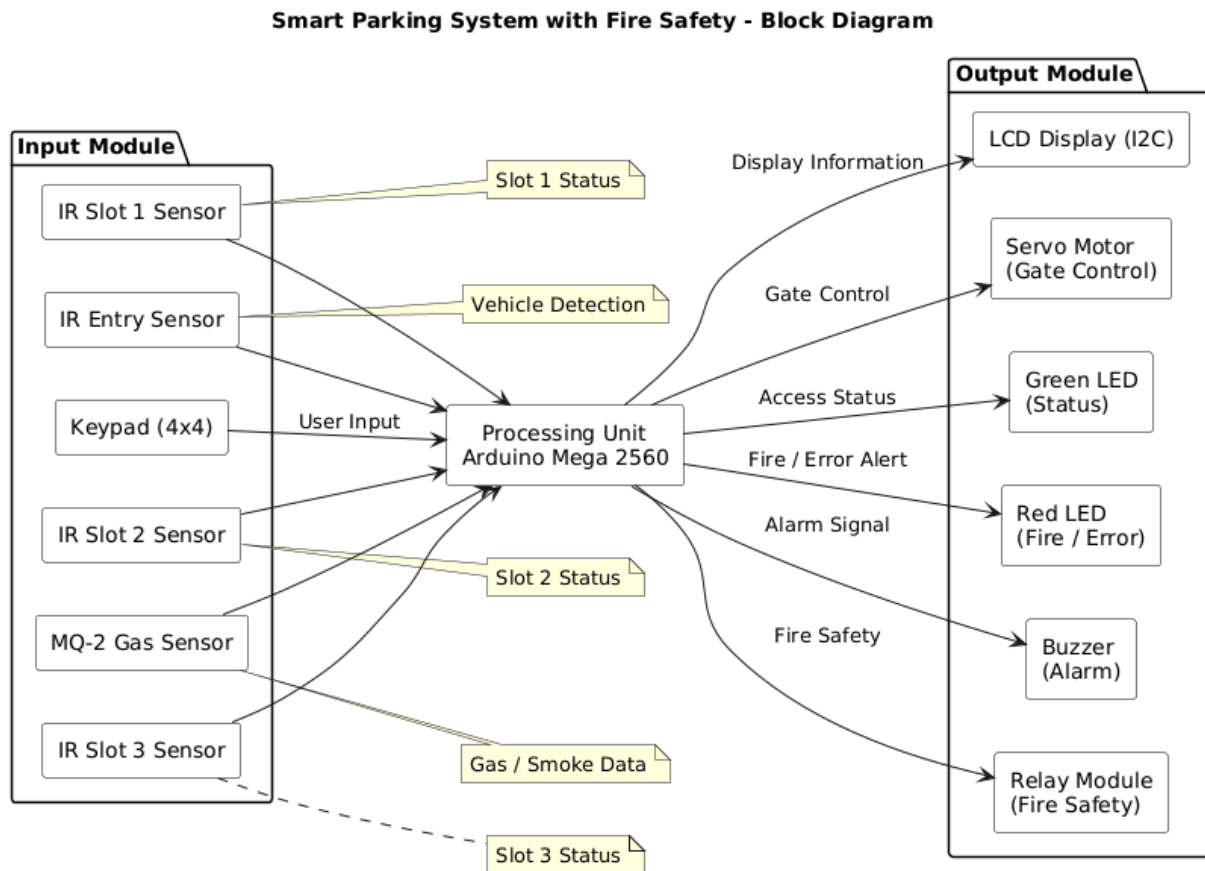 Smart Parking System with Fire Safety - Block Diagram
Input Module
IR Slot 1 Sensor
IR Entry Sensor
Keypad (4x4)
IR Slot 2 Sensor
MQ-2 Gas Sensor
IR Slot 3 Sensor
Slot 1 Status
Vehicle Detection
User Input
Processing Unit
Arduino Mega 2560
Slot 2 Status
Gas / Smoke Data
Slot 3 Status
Display Information
Gate Control
Access Status
Fire / Error Alert
Alarm Signal
Fire Safety
Output Module
LCD Display (I2C)
Servo Motor
(Gate Control)
Green LED
(Status)
Red LED
(Fire / Error)
Buzzer
(Alarm)
Relay Module
(Fire Safety)